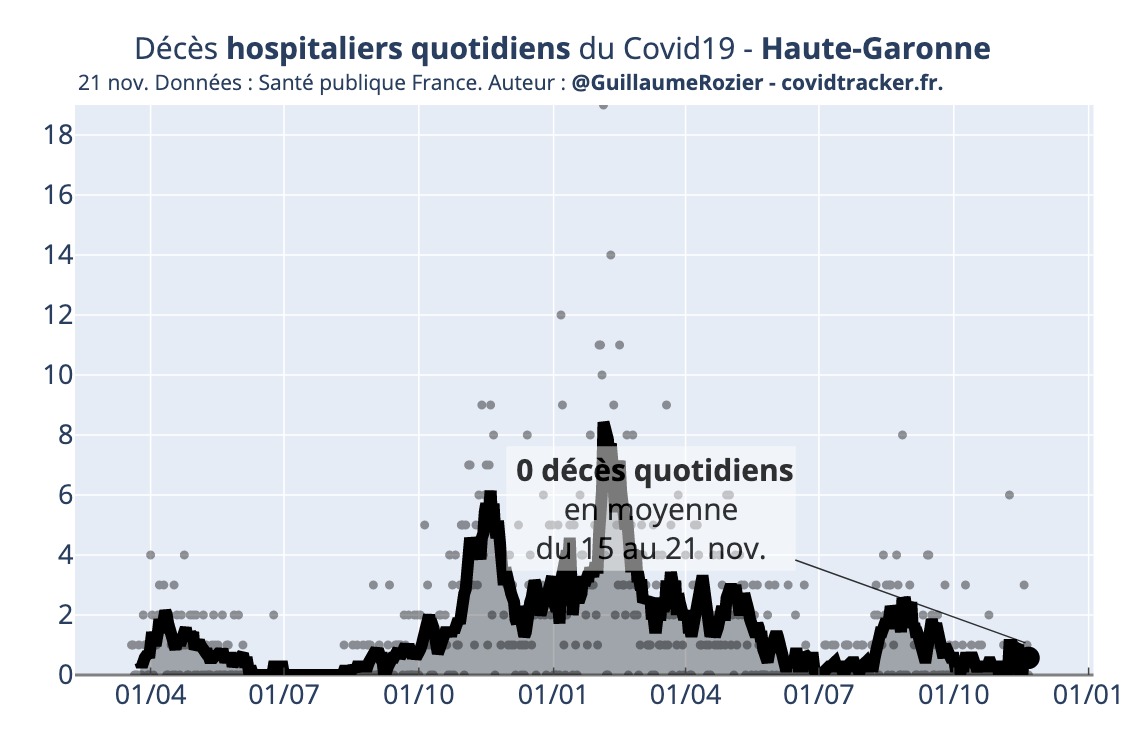 Décès hospitaliers quotidiens du Covid19 - Haute-Garonne
21 nov. Données : Santé publique France. Auteur : @GuillaumeRozier - covidtracker.fr.
18
16
14
12
10
8
6
4
2
0
0 décès quotidiens
en moyenne
du 15 au 21 nov.
01/04 01/07 01/10 01/01 01/04 01/07 01/10 01/01